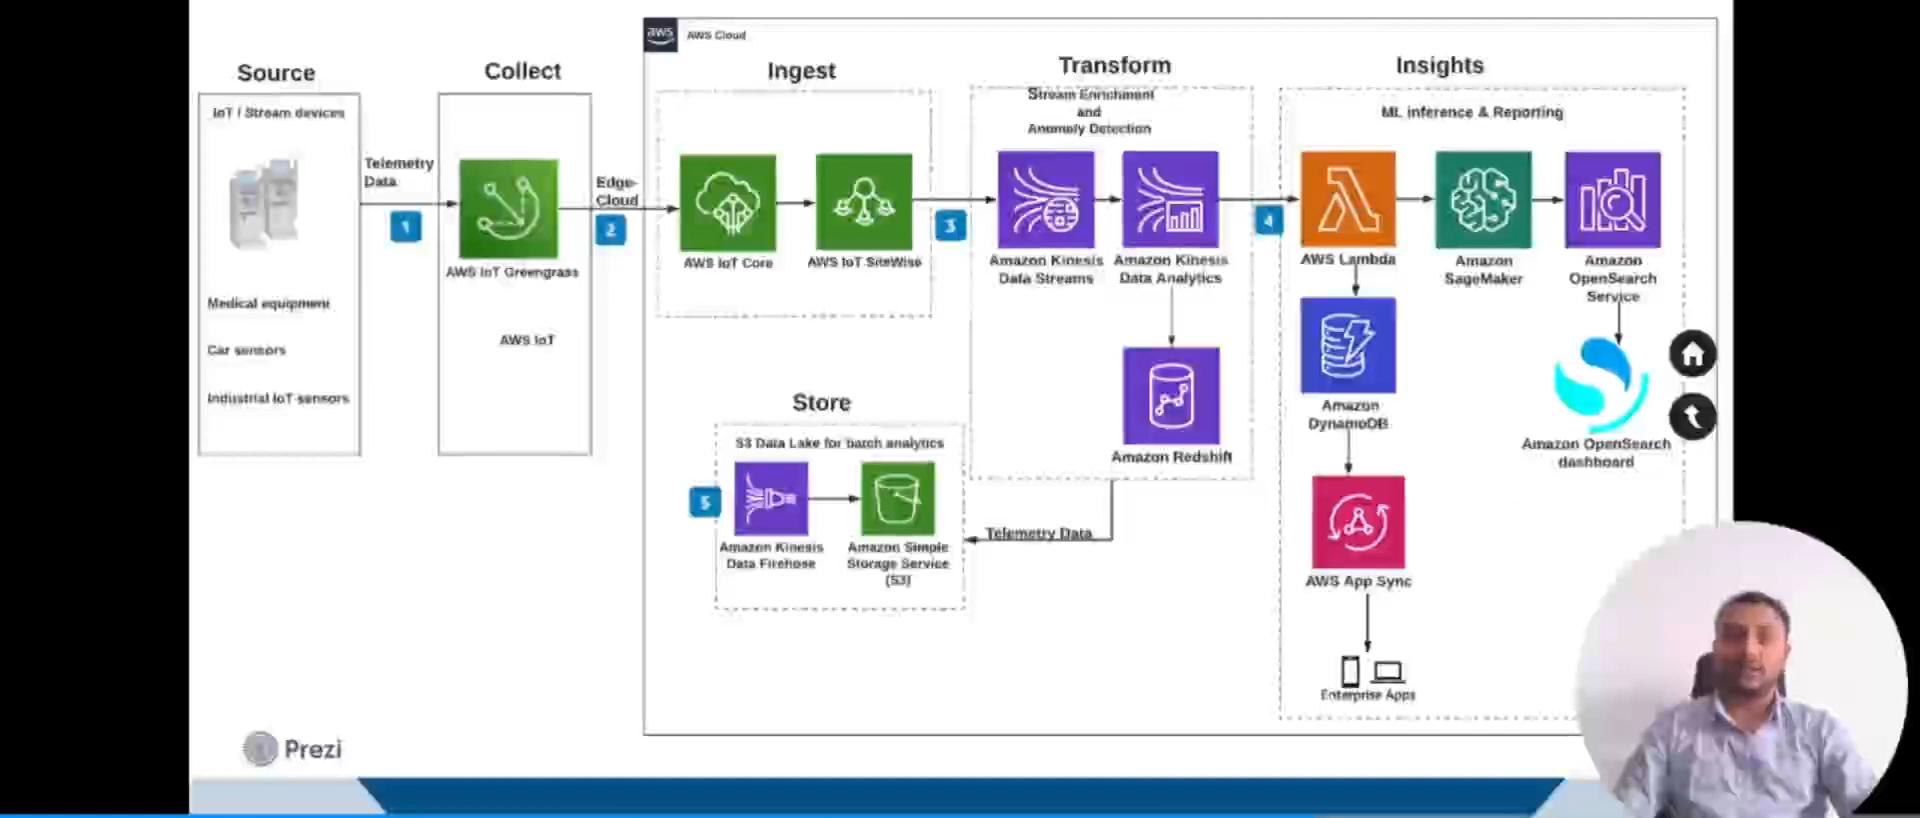 aws AWS Cloud
Source
Collect
Ingest
Transform
Insights
IoT / Stream devices
Medical equipment
Car sensors
Industrial IoT sensors
Telemetry
Data
1
AWS IoT Greengrass
AWS IoT
Edge-
Cloud
2
AWS IoT Core
AWS IoT SiteWise
3
Stream Enrichment
and
Anomaly Detection
Amazon Kinesis
Data Streams
Amazon Kinesis
Data Analytics
Amazon Redshift
4
ML inference & Reporting
AWS Lambda
Amazon
SageMaker
Amazon
OpenSearch
Service
Amazon
DynamoDB
Amazon OpenSearch
dashboard
AWS App Sync
Enterprise Apps
Store
S3 Data Lake for batch analytics
5
Amazon Kinesis
Data Firehose
Amazon Simple
Storage Service
(S3)
Telemetry Data
Prezi